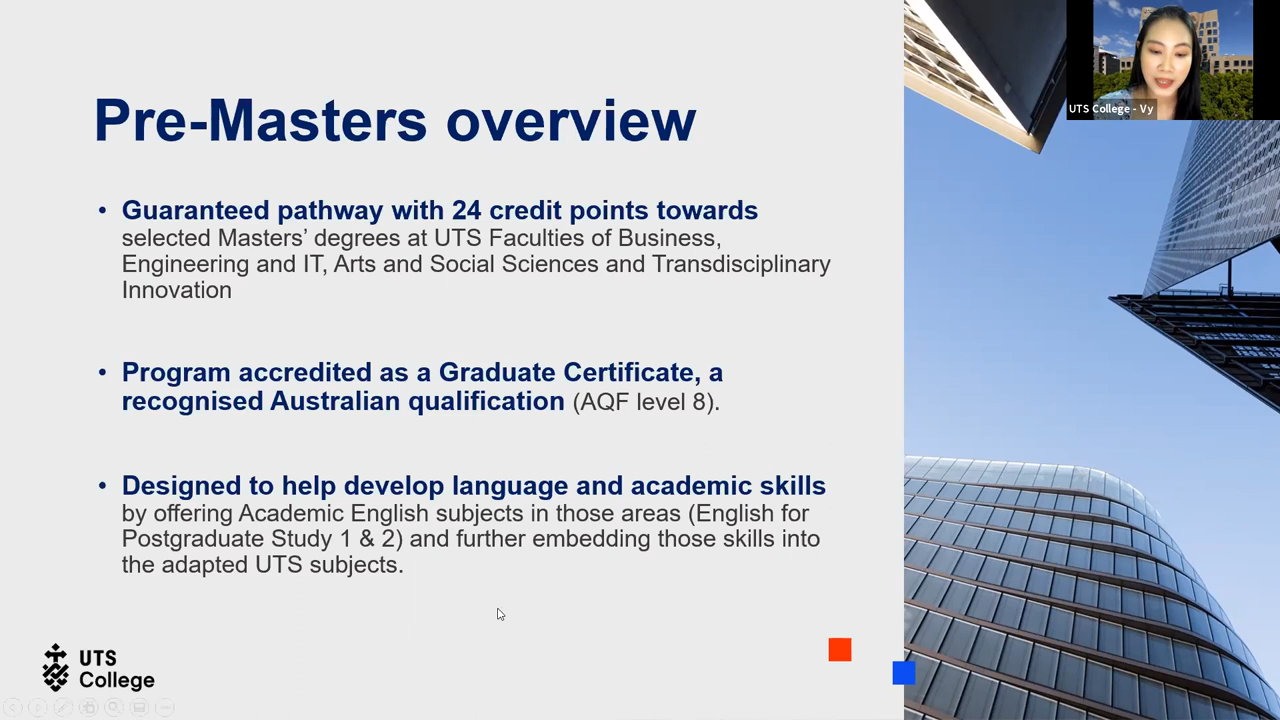 Pre-Masters overview
• Guaranteed pathway with 24 credit points towards
selected Masters’ degrees at UTS Faculties of Business,
Engineering and IT, Arts and Social Sciences and Transdisciplinary
Innovation
• Program accredited as a Graduate Certificate, a
recognised Australian qualification (AQF level 8).
• Designed to help develop language and academic skills
by offering Academic English subjects in those areas (English for
Postgraduate Study 1 & 2) and further embedding those skills into
the adapted UTS subjects.
UTS
College
UTS College - Vy